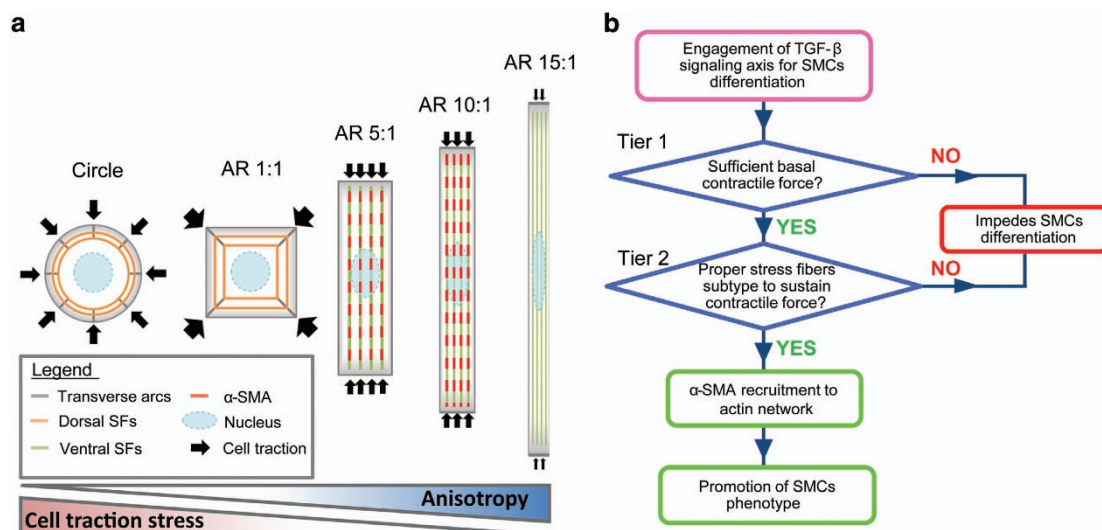 a
Circle
AR 1:1
AR 5:1
AR 10:1
AR 15:1
Legend
Transverse arcs
Dorsal SFs
Ventral SFs
α-SMA
Nucleus
Cell traction
Anisotropy
Cell traction stress
b
Engagement of TGF-β
signaling axis for SMCs
differentiation
Tier 1
Sufficient basal
contractile force?
NO
YES
Impedes SMCs
differentiation
Tier 2
Proper stress fibers
subtype to sustain
contractile force?
NO
YES
α-SMA recruitment to
actin network
Promotion of SMCs
phenotype